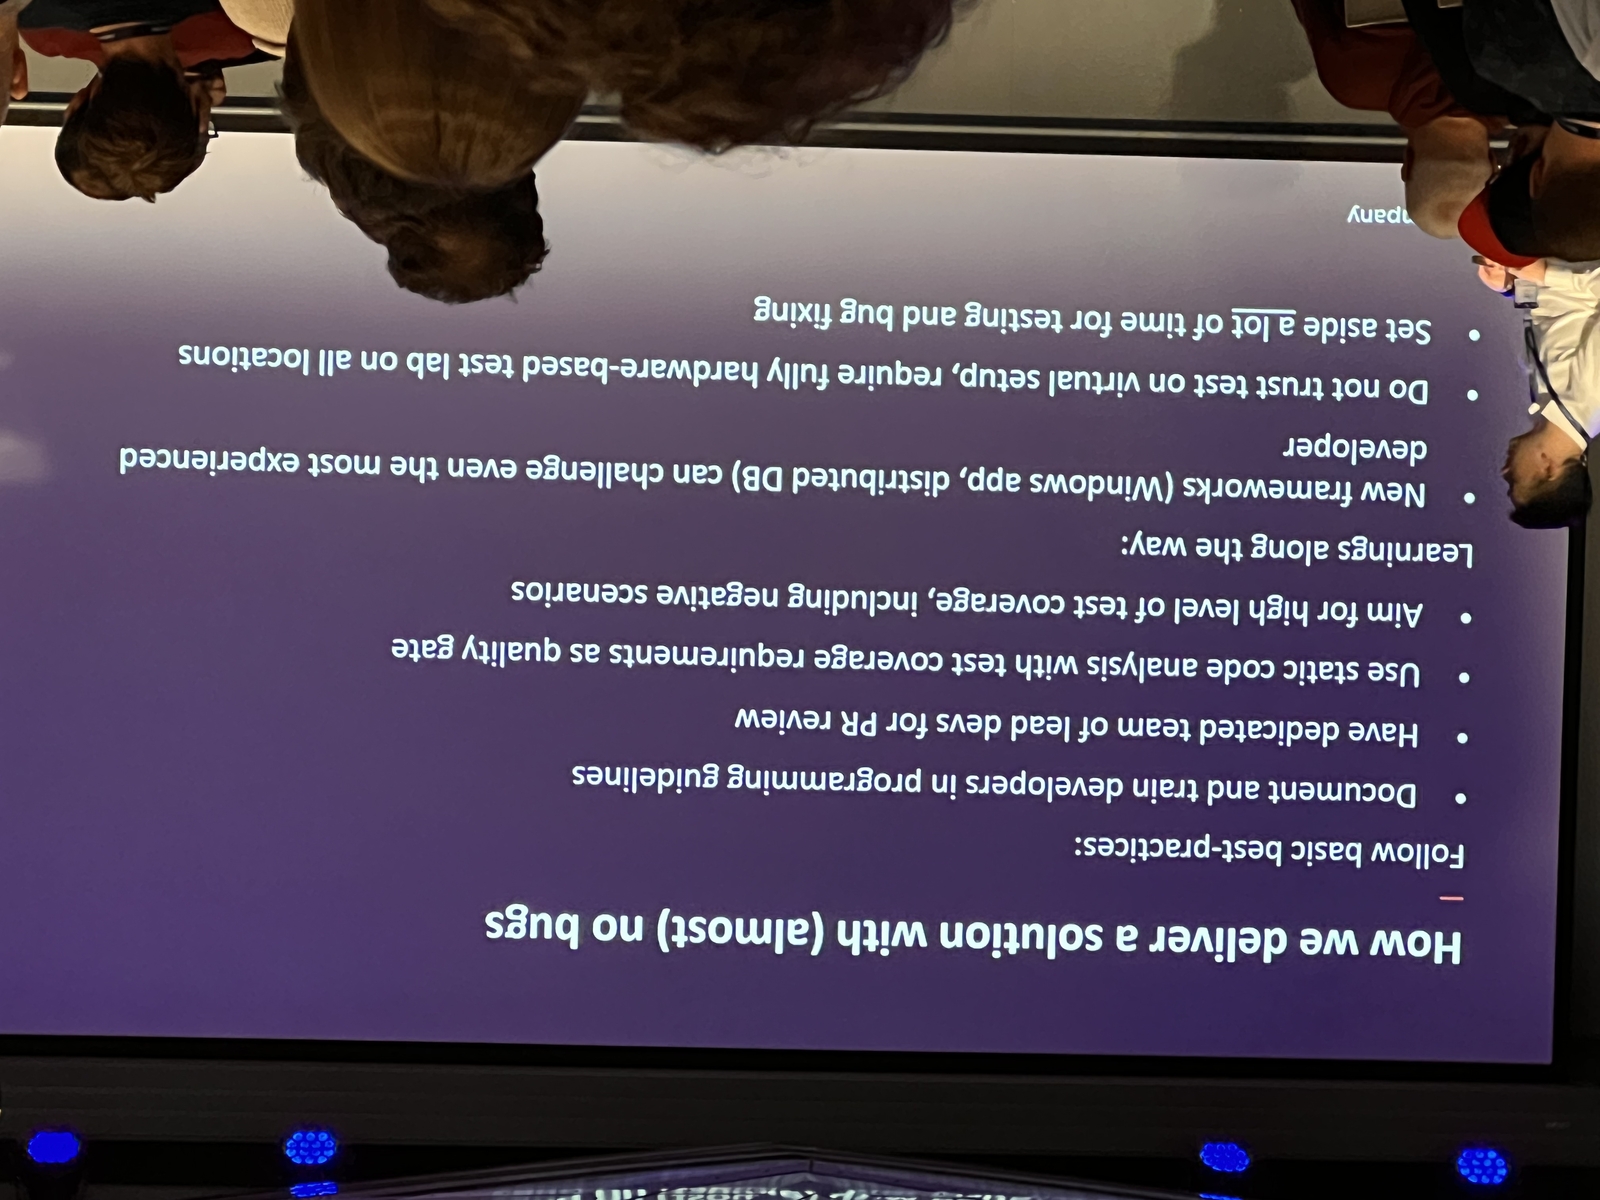 How we deliver a solution with (almost) no bugs
Follow basic best-practices:
• Document and train developers in programming guidelines
• Have dedicated team of lead devs for PR review
• Use static code analysis with test coverage requirements as quality gate
• Aim for high level of test coverage, including negative scenarios
Learnings along the way:
• New frameworks (Windows app, distributed DB) can challenge even the most experienced
developer
• Do not trust test on virtual setup, require fully hardware-based test lab on all locations
• Set aside a lot of time for testing and bug fixing